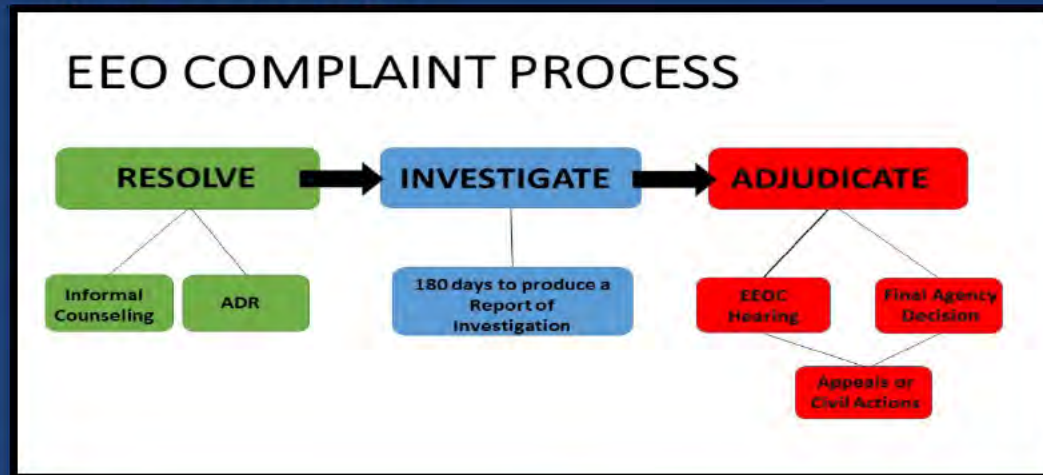 EEO COMPLAINT PROCESS
RESOLVE
INVESTIGATE
ADJUDICATE
Informal
Counseling
ADR
180 days to produce a
Report of
Investigation
EEOC
Hearing
Final Agency
Decision
Appeals or
Civil Actions